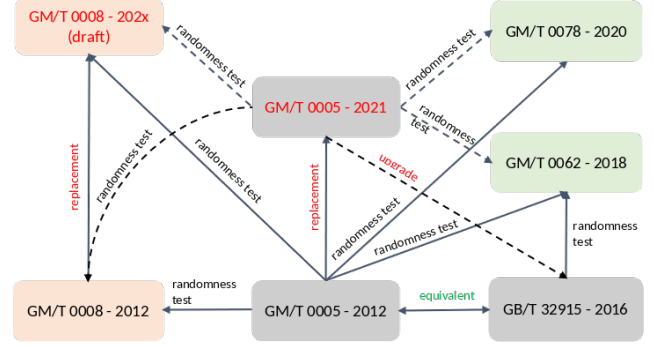 GM/T 0008 - 202x
(draft)
GM/T 0078 - 2020
randomness test
randomness test
GM/T 0005 - 2021
randomness
test
GM/T 0062 - 2018
upgrade
randomness test
replacement
randomness test
replacement
randomness test
randomness test
randomness
test
GM/T 0008 - 2012
randomness
test
GM/T 0005 - 2012
equivalent
GB/T 32915 - 2016